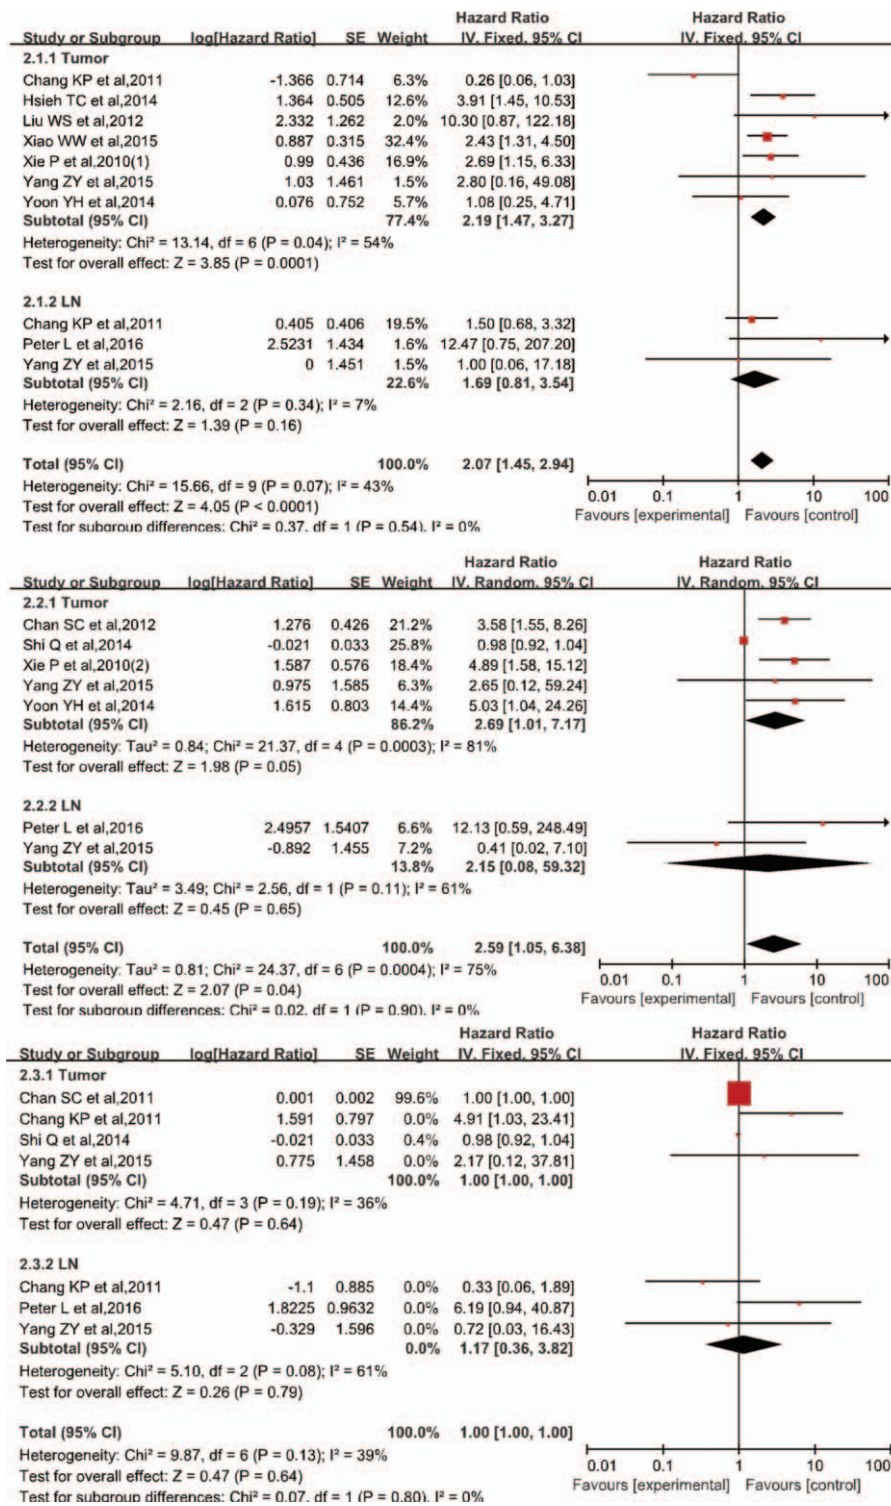 Hazard Ratio Hazard Ratio
Study or Subgroup log[Hazard Ratio] SE Weight IV. Fixed. 95% CI IV. Fixed. 95% CI
2.1.1 Tumor
Chang KP et al,2011 -1.366 0.714 6.3% 0.26 [0.06, 1.03]
Hsieh TC et al,2014 1.364 0.505 12.6% 3.91 [1.45, 10.53]
Liu WS et al,2012 2.332 1.262 2.0% 10.30 [0.87, 122.18]
Xiao WW et al,2015 0.887 0.315 32.4% 2.43 [1.31, 4.50]
Xie P et al,2010(1) 0.99 0.436 16.9% 2.69 [1.15, 6.33]
Yang ZY et al,2015 1.03 1.461 1.5% 2.80 [0.16, 49.08]
Yoon YH et al,2014 0.076 0.752 5.7% 1.08 [0.25, 4.71]
Subtotal (95% CI) 77.4% 2.19 [1.47, 3.27]
Heterogeneity: Chi² = 13.14, df = 6 (P = 0.04); I² = 54%
Test for overall effect: Z = 3.85 (P = 0.0001)
2.1.2 LN
Chang KP et al,2011 0.405 0.406 19.5% 1.50 [0.68, 3.32]
Peter L et al,2016 2.5231 1.434 1.6% 12.47 [0.75, 207.20]
Yang ZY et al,2015 0 1.451 1.5% 1.00 [0.06, 17.18]
Subtotal (95% CI) 22.6% 1.69 [0.81, 3.54]
Heterogeneity: Chi² = 2.16, df = 2 (P = 0.34); I² = 7%
Test for overall effect: Z = 1.39 (P = 0.16)
Total (95% CI) 100.0% 2.07 [1.45, 2.94]
Heterogeneity: Chi² = 15.66, df = 9 (P = 0.07); I² = 43%
Test for overall effect: Z = 4.05 (P < 0.0001)
Test for subgroup differences: Chi² = 0.37. df = 1 (P = 0.54). I² = 0%
0.01 0.1 1 10 100
Favours [experimental] Favours [control]
Hazard Ratio Hazard Ratio
Study or Subgroup log[Hazard Ratio] SE Weight IV. Random. 95% CI IV. Random. 95% CI
2.2.1 Tumor
Chan SC et al,2012 1.276 0.426 21.2% 3.58 [1.55, 8.26]
Shi Q et al,2014 -0.021 0.033 25.8% 0.98 [0.92, 1.04]
Xie P et al,2010(2) 1.587 0.576 18.4% 4.89 [1.58, 15.12]
Yang ZY et al,2015 0.975 1.585 6.3% 2.65 [0.12, 59.24]
Yoon YH et al,2014 1.615 0.803 14.4% 5.03 [1.04, 24.26]
Subtotal (95% CI) 86.2% 2.69 [1.01, 7.17]
Heterogeneity: Tau² = 0.84; Chi² = 21.37, df = 4 (P = 0.0003); I² = 81%
Test for overall effect: Z = 1.98 (P = 0.05)
2.2.2 LN
Peter L et al,2016 2.4957 1.5407 6.6% 12.13 [0.59, 248.49]
Yang ZY et al,2015 -0.892 1.455 7.2% 0.41 [0.02, 7.10]
Subtotal (95% CI) 13.8% 2.15 [0.08, 59.32]
Heterogeneity: Tau² = 3.49; Chi² = 2.56, df = 1 (P = 0.11); I² = 61%
Test for overall effect: Z = 0.45 (P = 0.65)
Total (95% CI) 100.0% 2.59 [1.05, 6.38]
Heterogeneity: Tau² = 0.81; Chi² = 24.37, df = 6 (P = 0.0004); I² = 75%
Test for overall effect: Z = 2.07 (P = 0.04)
Test for subgroup differences: Chi² = 0.02. df = 1 (P = 0.90). I² = 0%
0.01 0.1 1 10 100
Favours [experimental] Favours [control]
Hazard Ratio Hazard Ratio
Study or Subgroup log[Hazard Ratio] SE Weight IV. Fixed. 95% CI IV. Fixed. 95% CI
2.3.1 Tumor
Chan SC et al,2011 0.001 0.002 99.6% 1.00 [1.00, 1.00]
Chang KP et al,2011 1.591 0.797 0.0% 4.91 [1.03, 23.41]
Shi Q et al,2014 -0.021 0.033 0.4% 0.98 [0.92, 1.04]
Yang ZY et al,2015 0.775 1.458 0.0% 2.17 [0.12, 37.81]
Subtotal (95% CI) 100.0% 1.00 [1.00, 1.00]
Heterogeneity: Chi² = 4.71, df = 3 (P = 0.19); I² = 36%
Test for overall effect: Z = 0.47 (P = 0.64)
2.3.2 LN
Chang KP et al,2011 -1.1 0.885 0.0% 0.33 [0.06, 1.89]
Peter L et al,2016 1.8225 0.9632 0.0% 6.19 [0.94, 40.87]
Yang ZY et al,2015 -0.329 1.596 0.0% 0.72 [0.03, 16.43]
Subtotal (95% CI) 0.0% 1.17 [0.36, 3.82]
Heterogeneity: Chi² = 5.10, df = 2 (P = 0.08); I² = 61%
Test for overall effect: Z = 0.26 (P = 0.79)
Total (95% CI) 100.0% 1.00 [1.00, 1.00]
Heterogeneity: Chi² = 9.87, df = 6 (P = 0.13); I² = 39%
Test for overall effect: Z = 0.47 (P = 0.64)
Test for subgroup differences: Chi² = 0.07. df = 1 (P = 0.80). I² = 0%
0.01 0.1 1 10 100
Favours [experimental] Favours [control]